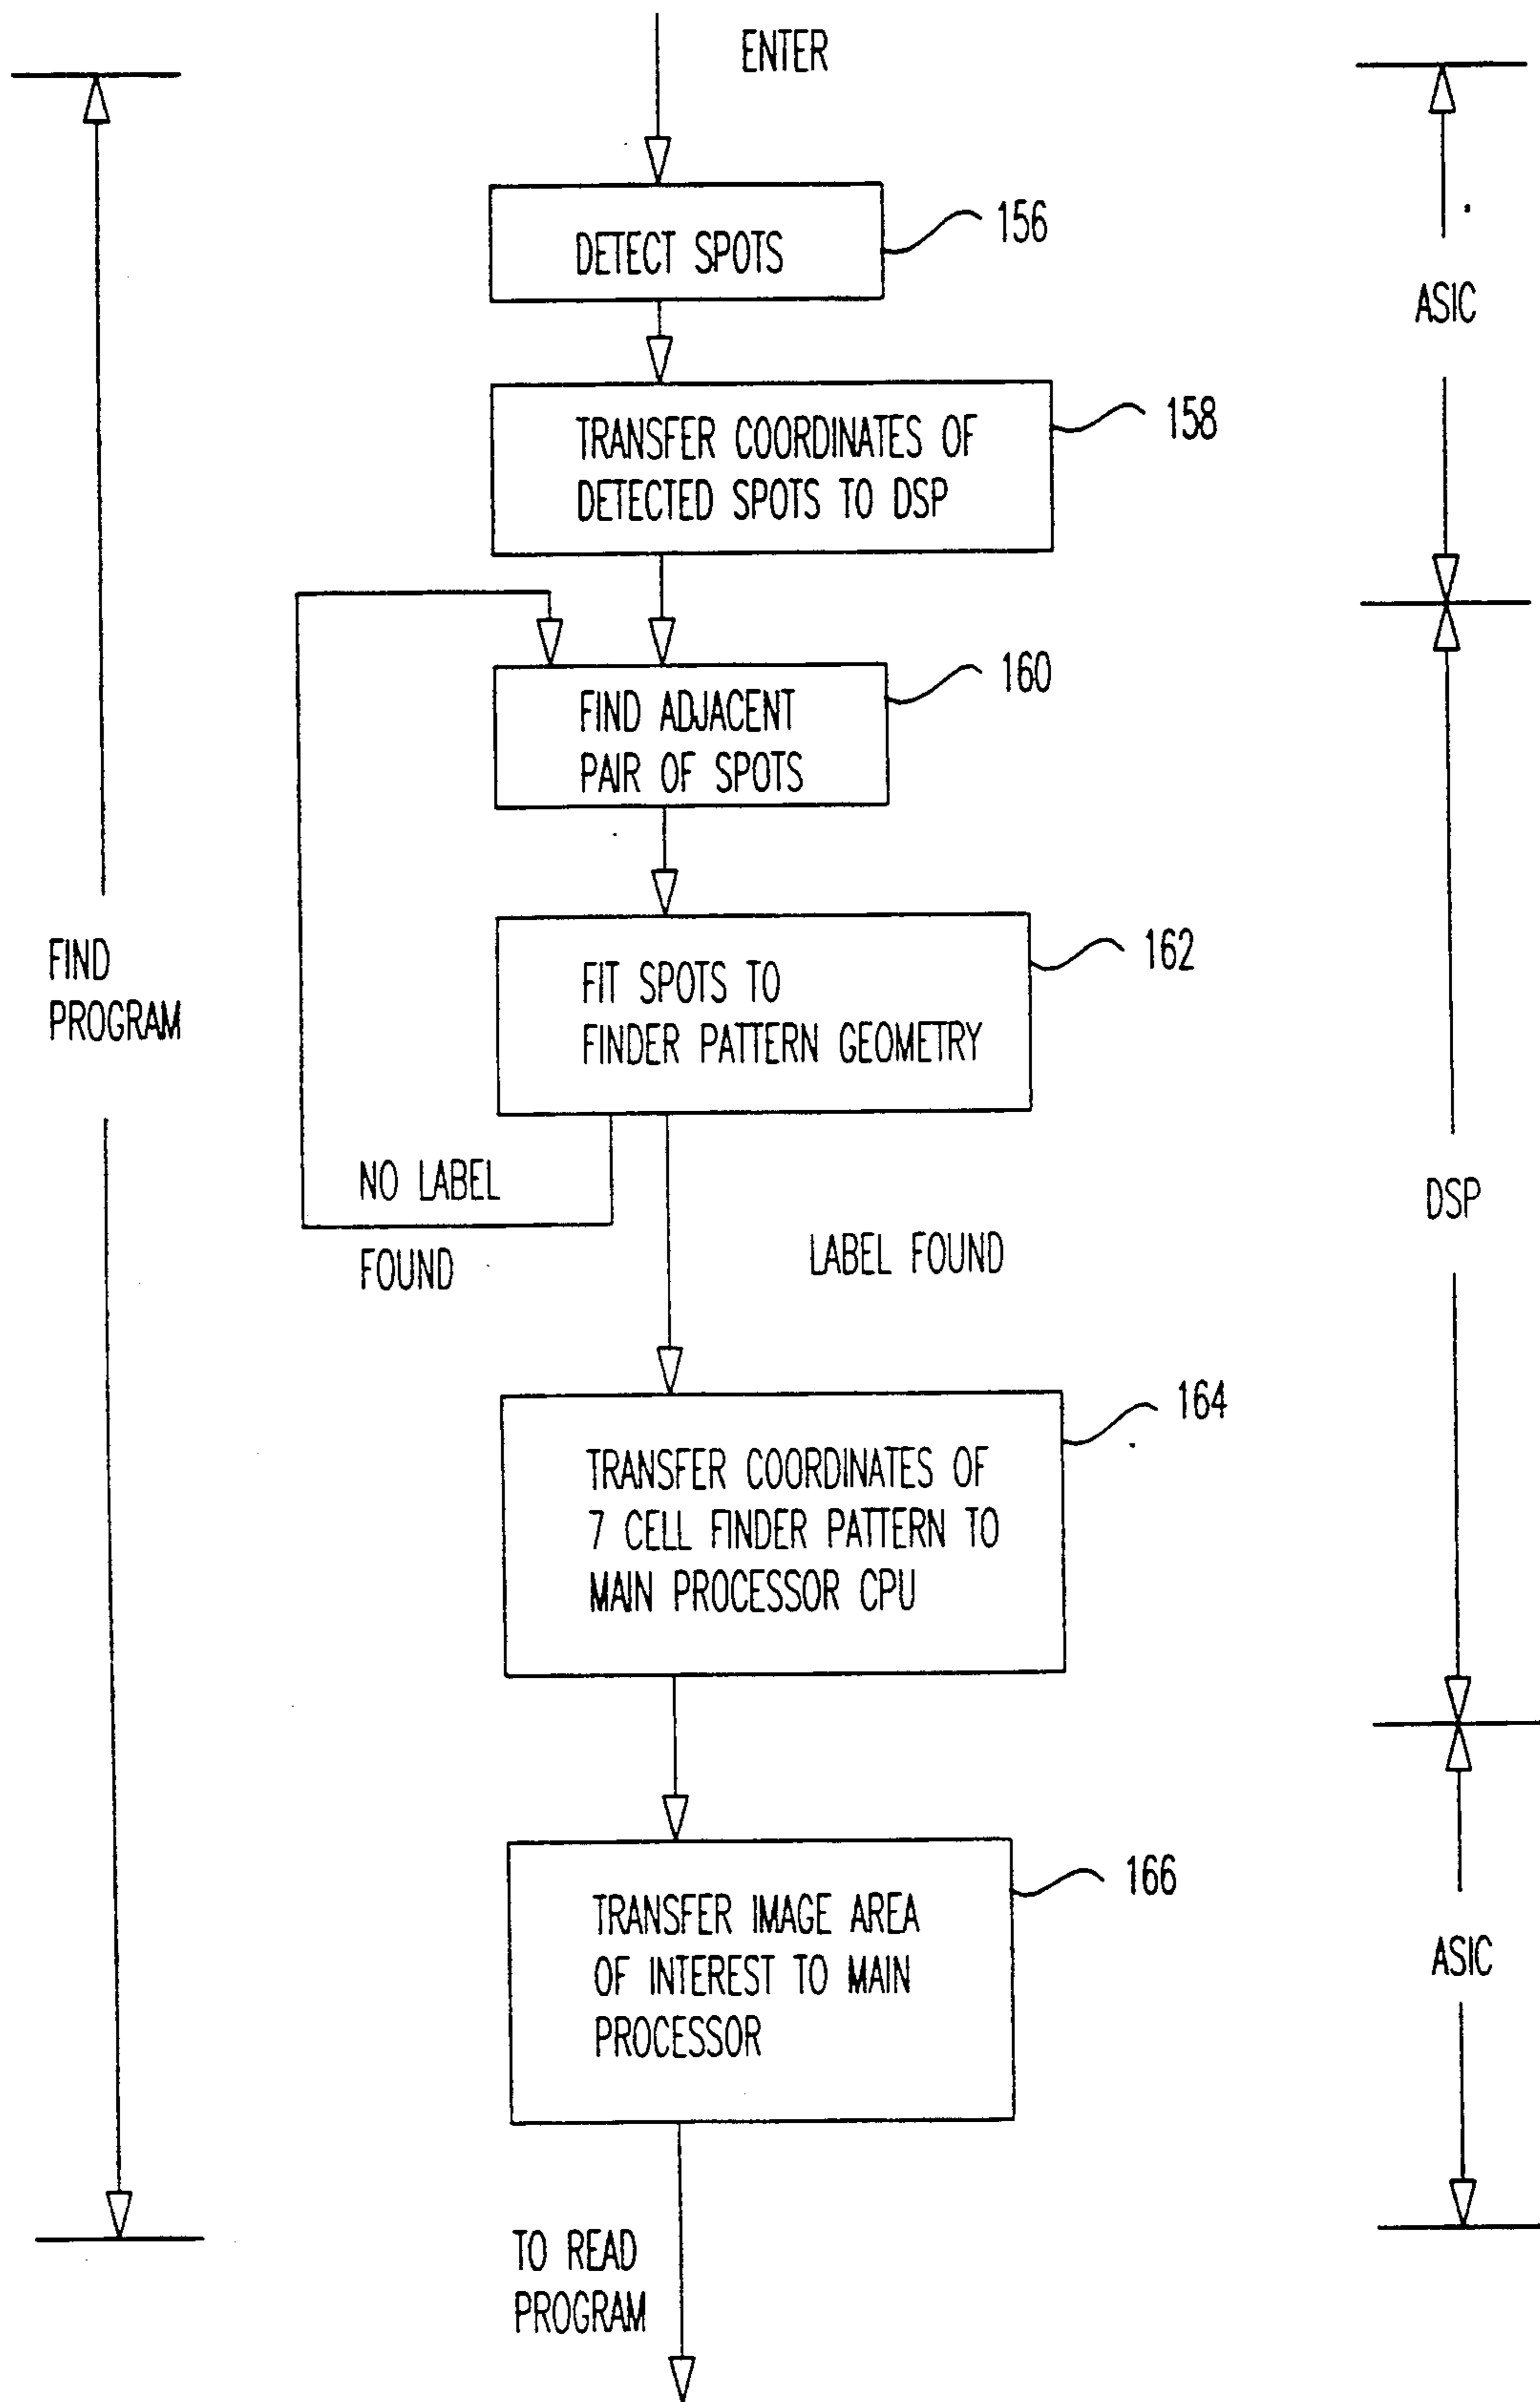 ENTER
DETECT SPOTS
156
ASIC
TRANSFER COORDINATES OF
DETECTED SPOTS TO DSP
158
FIND ADJACENT
PAIR OF SPOTS
160
FIND
PROGRAM
FIT SPOTS TO
FINDER PATTERN GEOMETRY
162
NO LABEL
FOUND
LABEL FOUND
DSP
TRANSFER COORDINATES OF
7 CELL FINDER PATTERN TO
MAIN PROCESSOR CPU
164
TRANSFER IMAGE AREA
OF INTEREST TO MAIN
PROCESSOR
166
ASIC
TO READ
PROGRAM